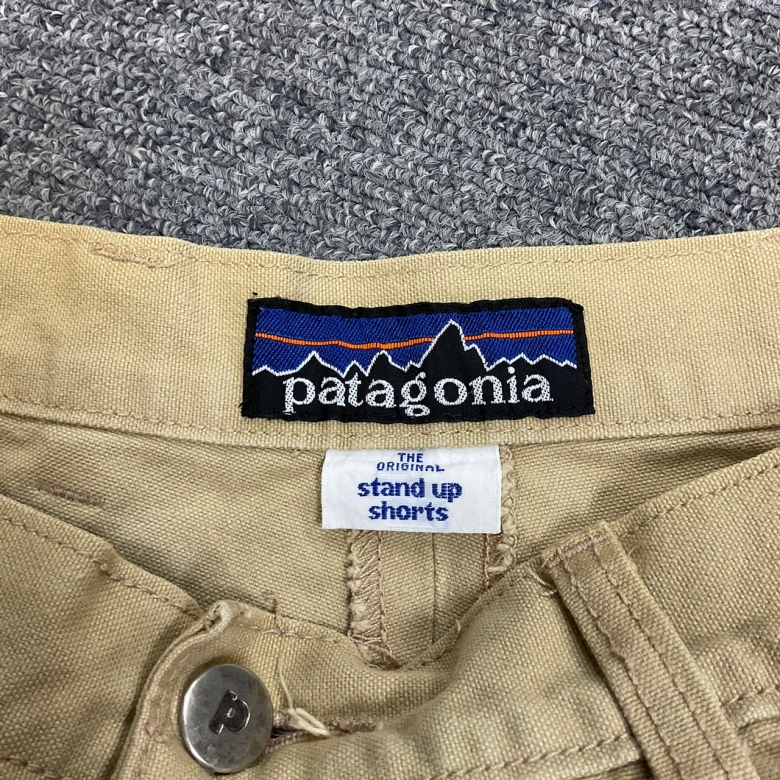 patagonia
THE
ORIGINAL
stand up
shorts
p